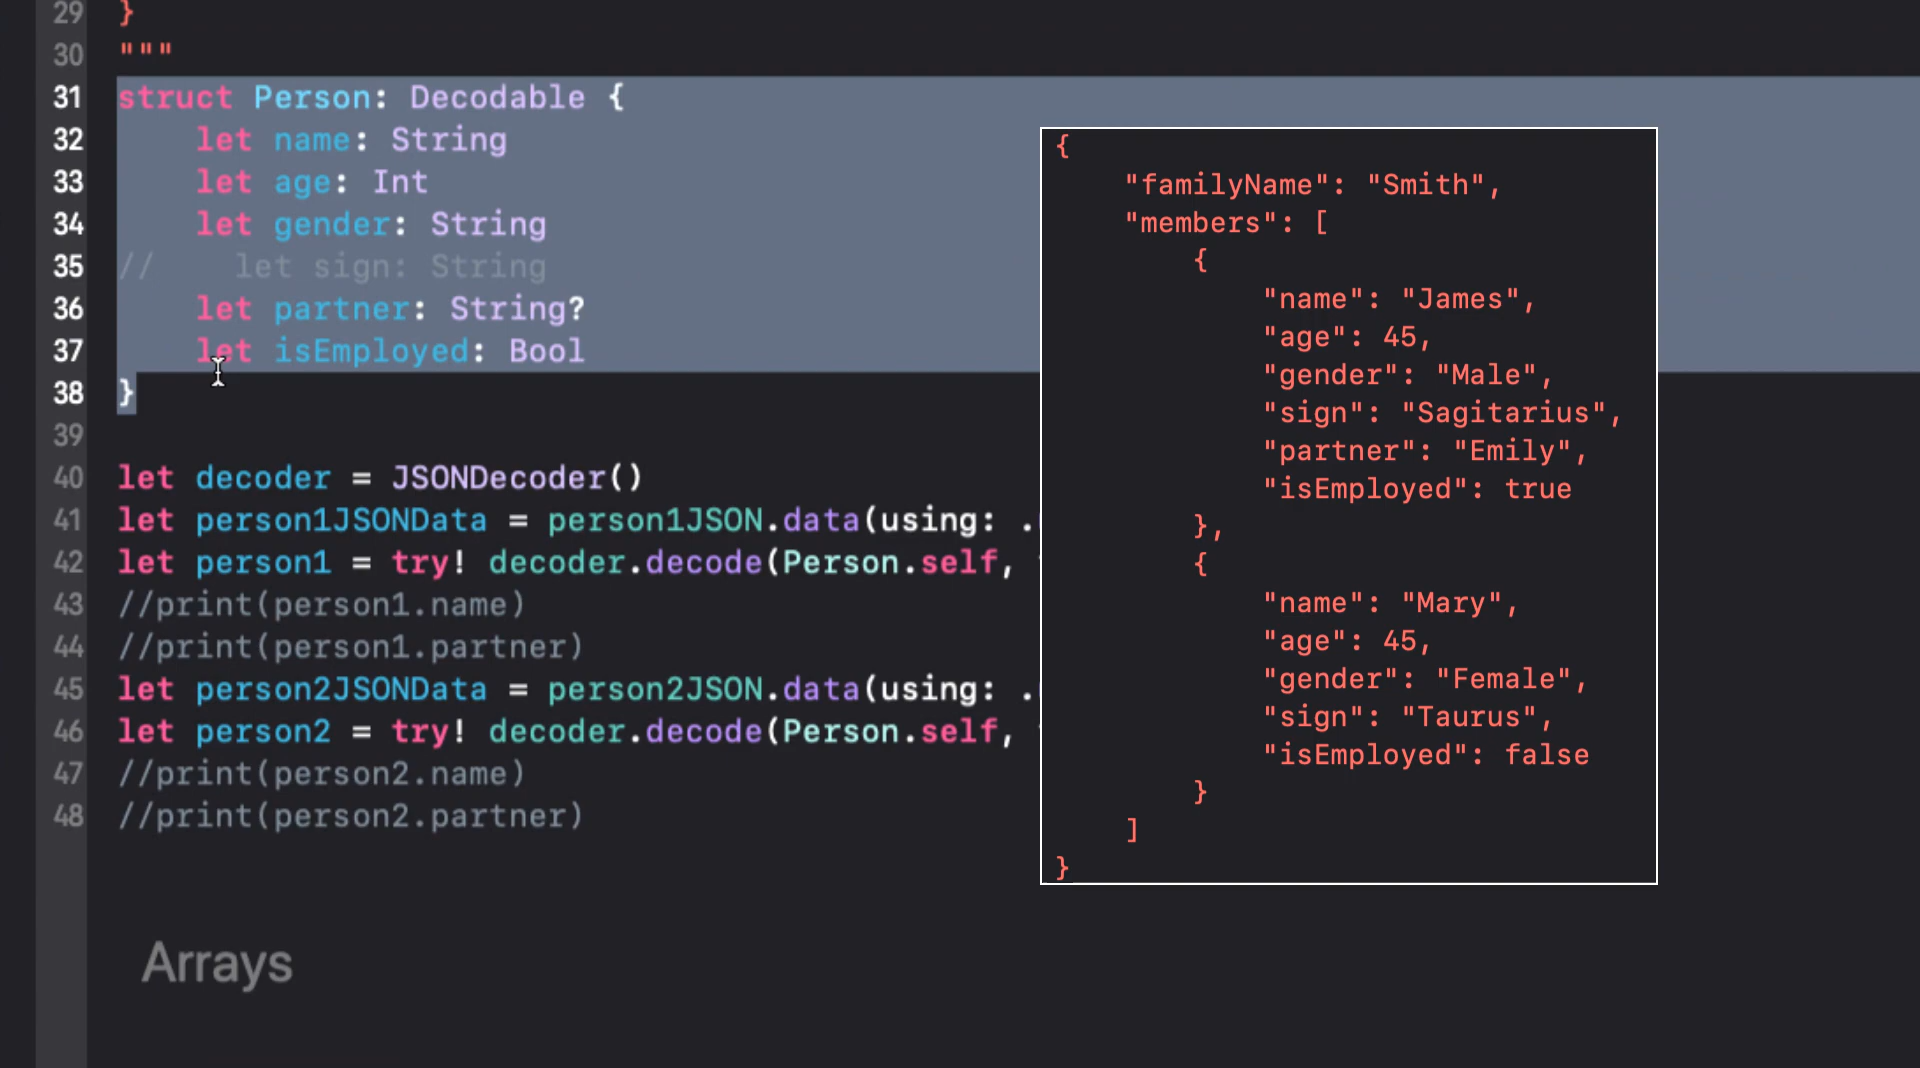 29 }
30 """
31 struct Person: Decodable {
32 let name: String
33 let age: Int
34 let gender: String
35 // let sign: String
36 let partner: String?
37 let isEmployed: Bool
38 }
39
40 let decoder = JSONDecoder()
41 let person1JSONData = person1JSON.data(using: .
42 let person1 = try! decoder.decode(Person.self,
43 //print(person1.name)
44 //print(person1.partner)
45 let person2JSONData = person2JSON.data(using: .
46 let person2 = try! decoder.decode(Person.self,
47 //print(person2.name)
48 //print(person2.partner)
Arrays
{
"familyName": "Smith",
"members": [
{
"name": "James",
"age": 45,
"gender": "Male",
"sign": "Sagitarius",
"partner": "Emily",
"isEmployed": true
},
{
"name": "Mary",
"age": 45,
"gender": "Female",
"sign": "Taurus",
"isEmployed": false
}
]
}